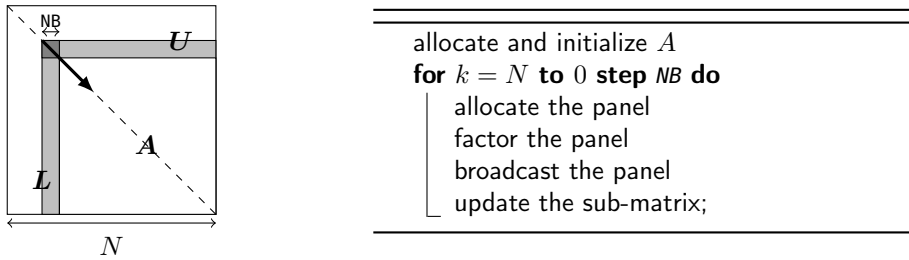 NB
U
A
L
N
allocate and initialize A
for k = N to 0 step NB do
allocate the panel
factor the panel
broadcast the panel
update the sub-matrix;